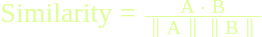 Similarity = A · B / ‖ A ‖ ‖ B ‖